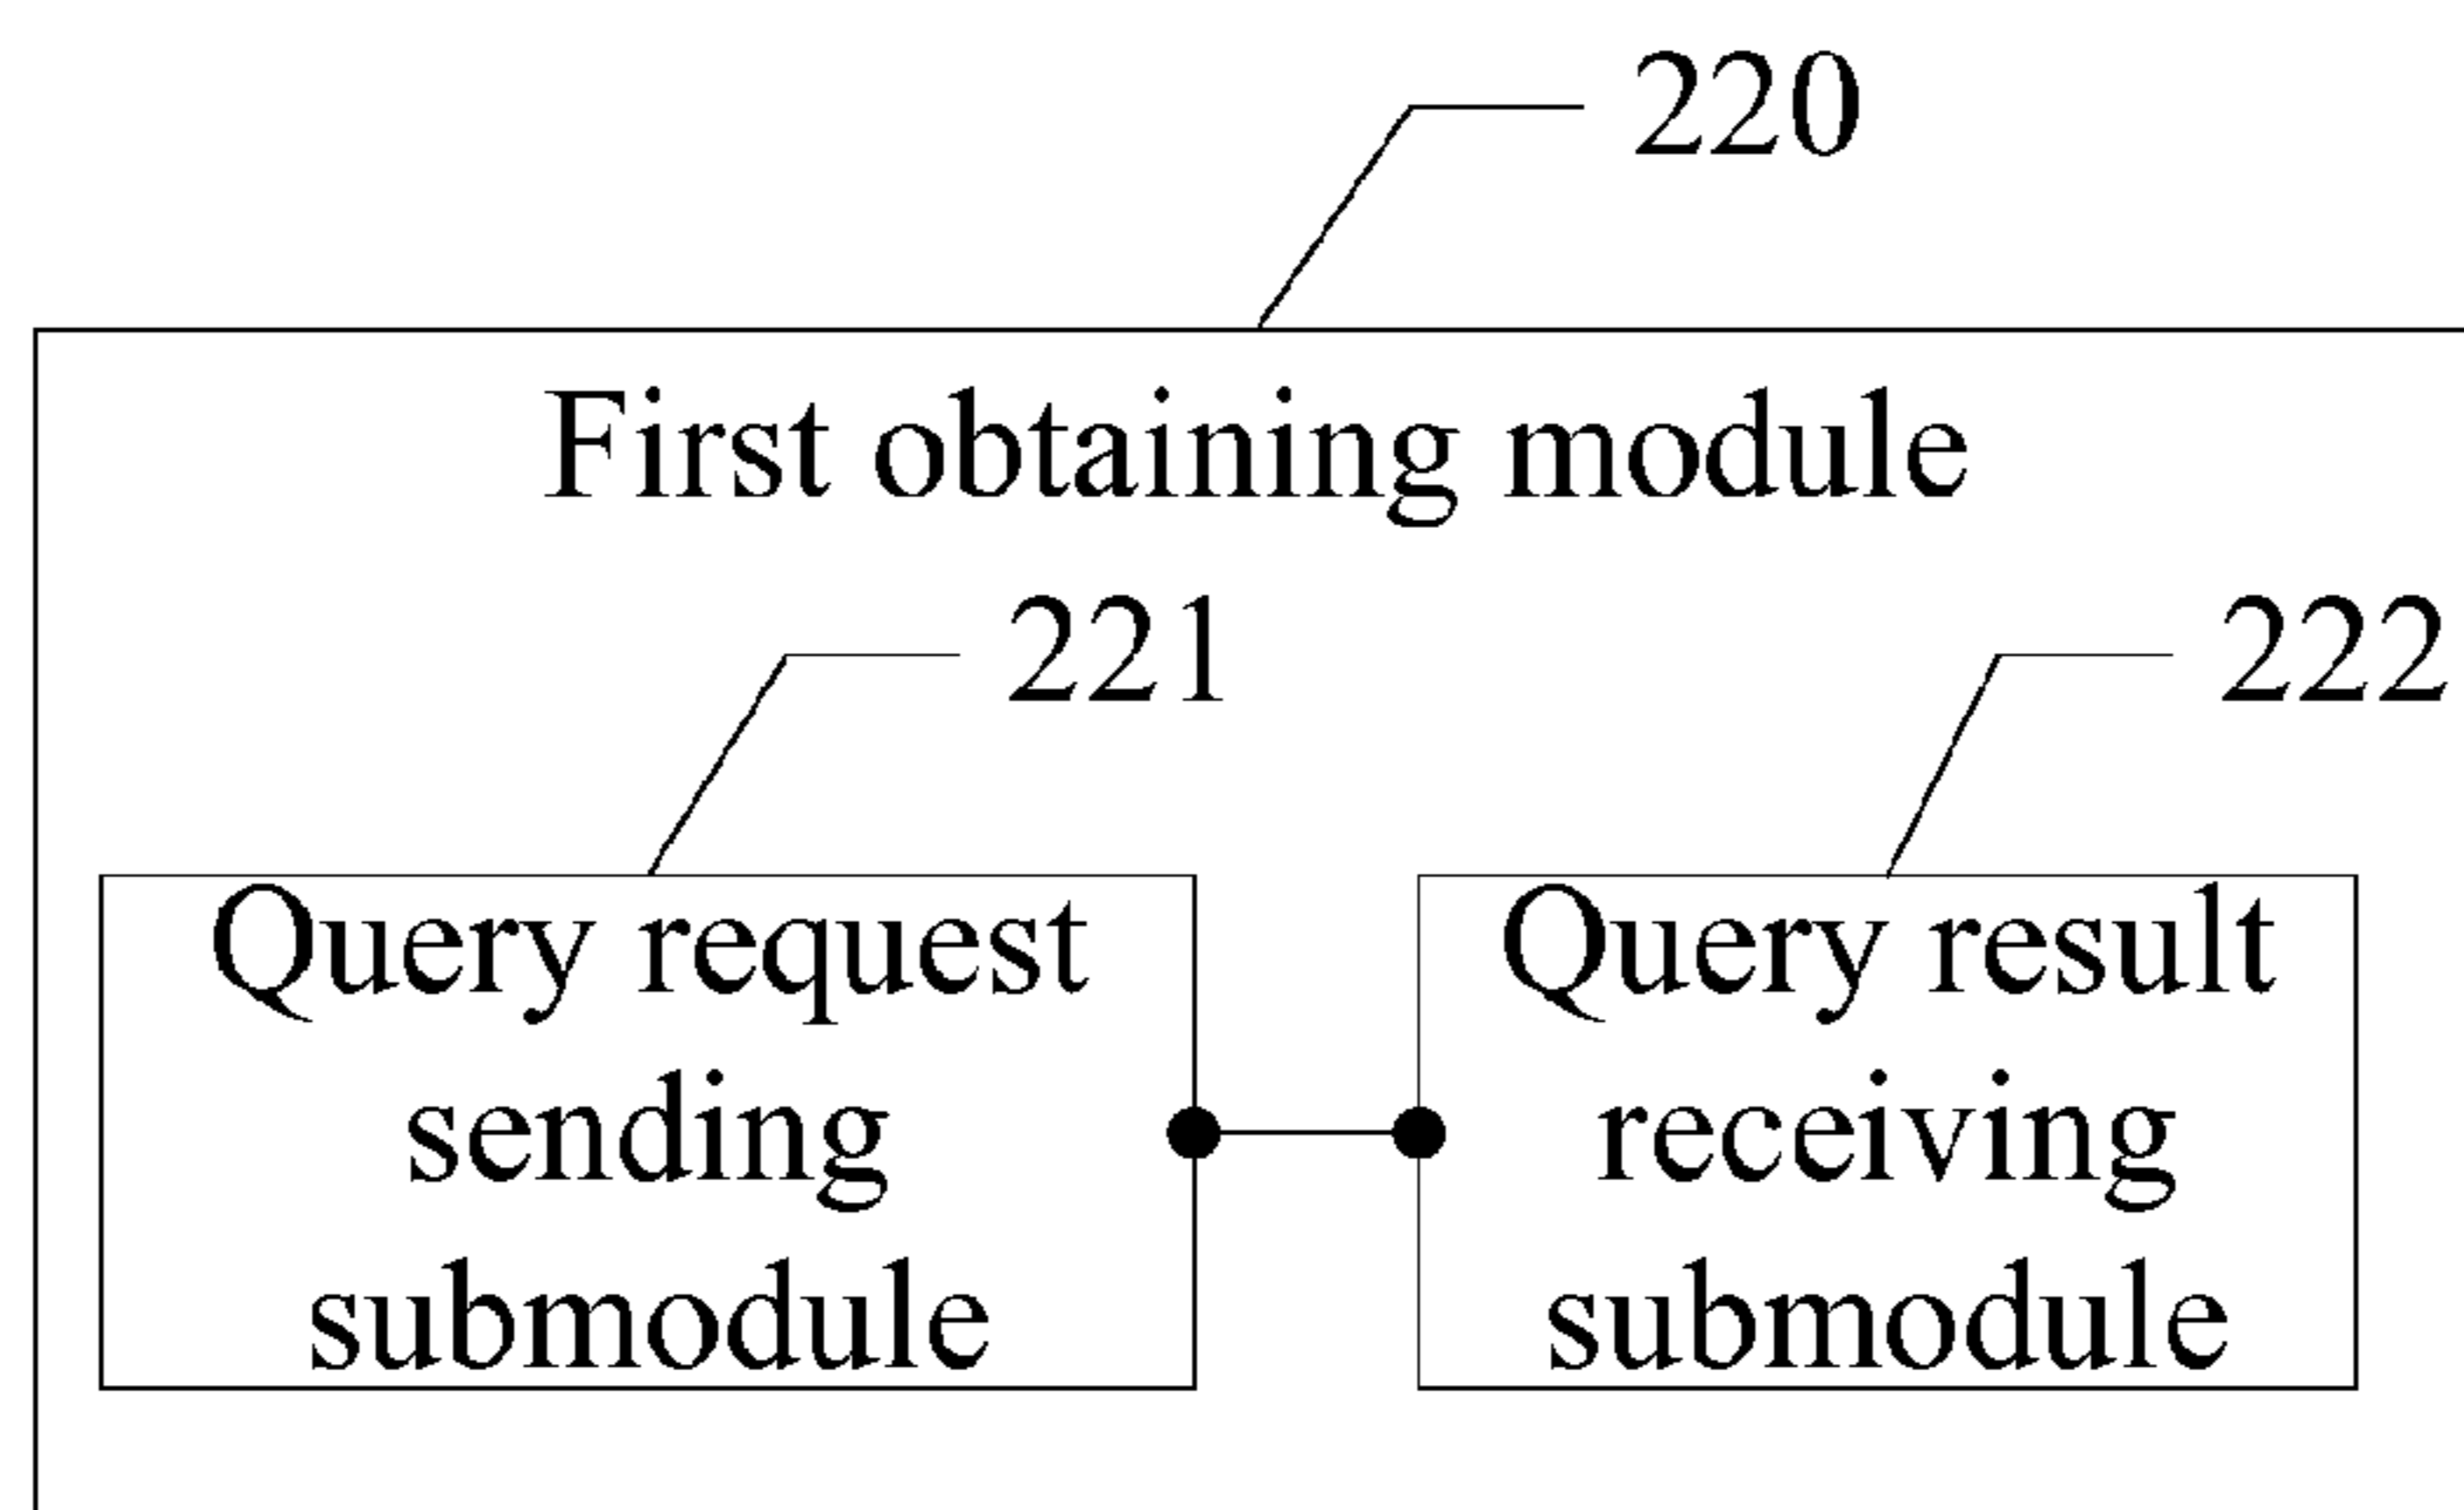 220
First obtaining module
221
222
Query request
sending
submodule
Query result
receiving
submodule